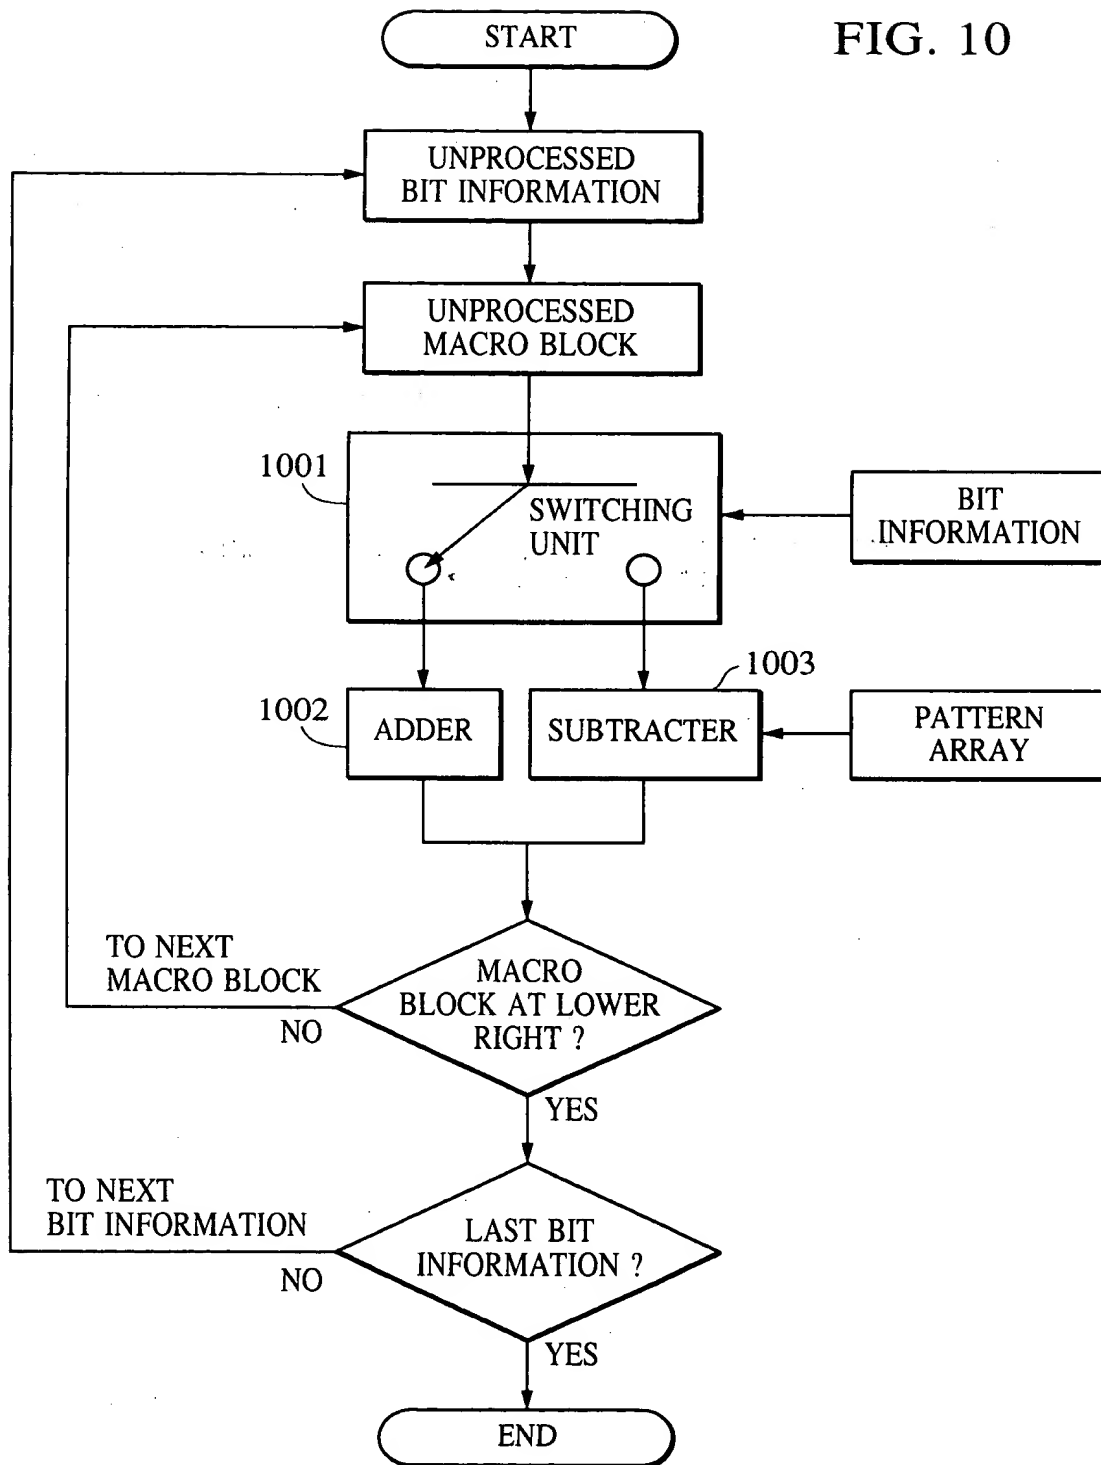 START
FIG. 10
UNPROCESSED
BIT INFORMATION
UNPROCESSED
MACRO BLOCK
1001
SWITCHING
UNIT
BIT
INFORMATION
1002
ADDER
1003
SUBTRACTER
PATTERN
ARRAY
TO NEXT
MACRO BLOCK
NO
MACRO
BLOCK AT LOWER
RIGHT ?
YES
TO NEXT
BIT INFORMATION
NO
LAST BIT
INFORMATION ?
YES
END